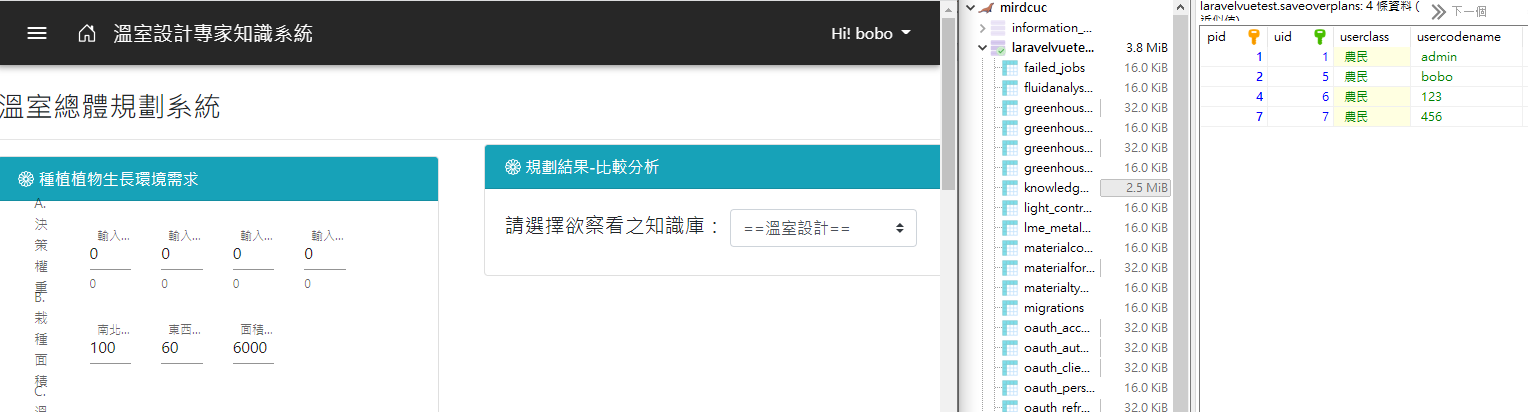 溫室設計專家知識系統
Hi! bobo
溫室總體規劃系統
種植植物生長環境需求
A.
決
策
權
重
輸入...
輸入...
輸入...
輸入...
0
0
0
0
0
0
0
0
B.
栽
種
面
積
南北...
東西...
面積...
100
60
6000
C.
溫
規劃結果-比較分析
請選擇欲察看之知識庫：
==溫室設計==
mirdcuc
information_...
laravelvuete... 3.8 MiB
failed_jobs 16.0 KiB
fluidanalys... 16.0 KiB
greenhous... 32.0 KiB
greenhous... 16.0 KiB
greenhous... 32.0 KiB
greenhous... 16.0 KiB
knowledg... 2.5 MiB
light_contr... 16.0 KiB
lme_metal... 16.0 KiB
materialco... 16.0 KiB
materialfor... 32.0 KiB
materialty... 16.0 KiB
migrations 16.0 KiB
oauth_acc... 32.0 KiB
oauth_aut... 32.0 KiB
oauth_clie... 32.0 KiB
oauth_pers... 16.0 KiB
oauth_refr... 32.0 KiB
laravelvuetest.saveoverplans: 4 條資料 (
近似值)
下一個
pid uid userclass usercodename
1 1 農民 admin
2 5 農民 bobo
4 6 農民 123
7 7 農民 456